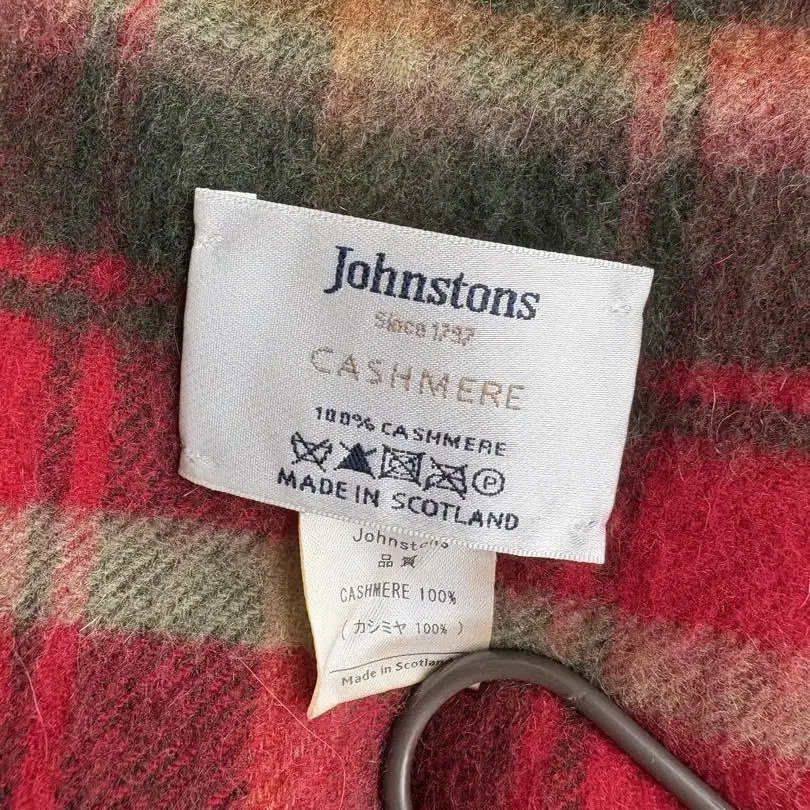 Johnstons
Since 1797
CASHMERE
100% CASHMERE
P
MADE IN SCOTLAND
Johnstons
品質
CASHMERE 100%
(カシミヤ 100%)
Made in Scotland